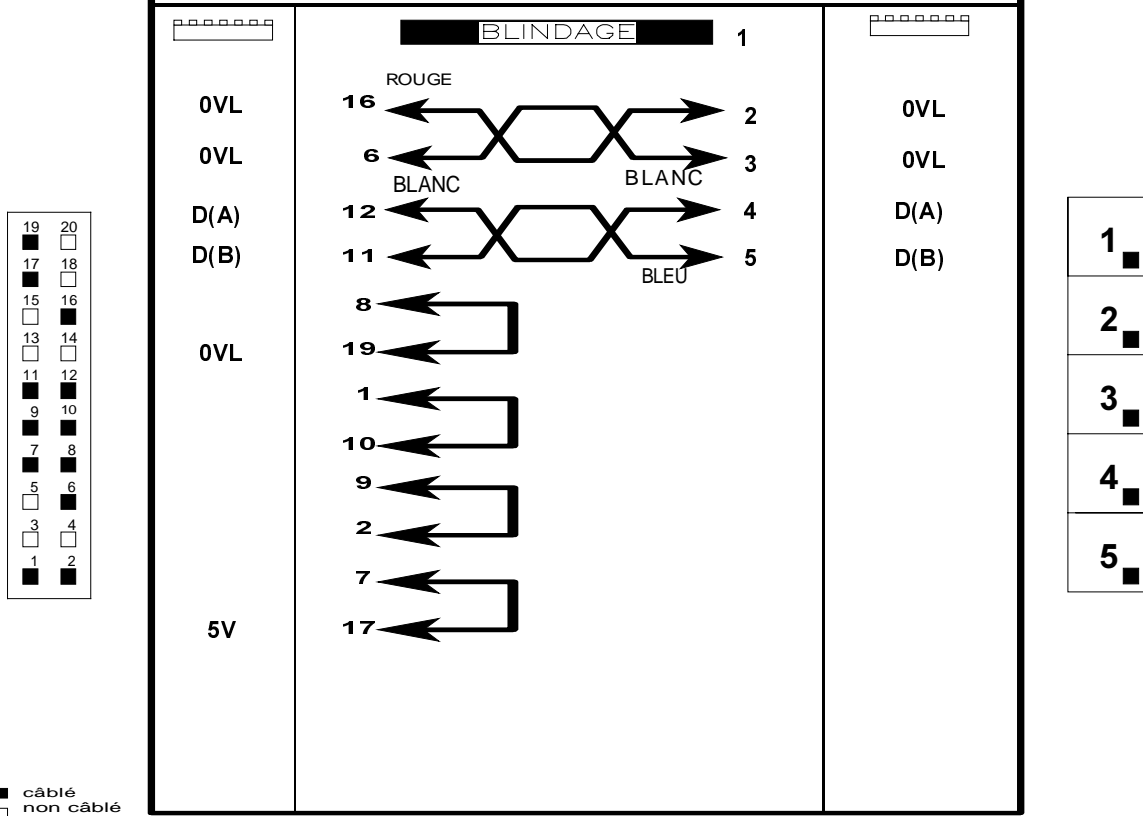 BLINDAGE 1
ROUGE
0VL 16 2 0VL
0VL 6 3 0VL
BLANC BLANC
D(A) 12 4 D(A)
D(B) 11 5 D(B)
BLEU
8
0VL 19
1
10
9
2
7
5V 17
19 20
17 18
15 16
13 14
11 12
9 10
7 8
5 6
3 4
1 2
1
2
3
4
5
câblé
non câblé